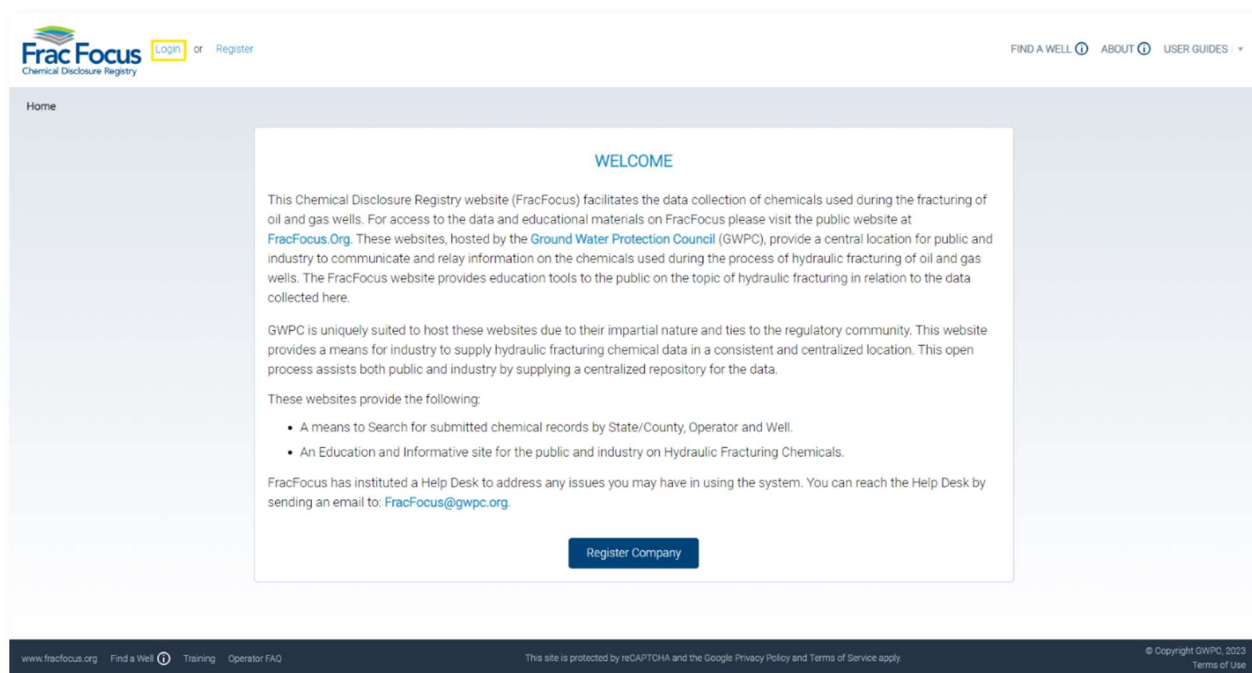 Frac Focus
Chemical Disclosure Registry
Login or Register
FIND A WELL ABOUT USER GUIDES
Home
WELCOME
This Chemical Disclosure Registry website (FracFocus) facilitates the data collection of chemicals used during the fracturing of
oil and gas wells. For access to the data and educational materials on FracFocus please visit the public website at
FracFocus.Org. These websites, hosted by the Ground Water Protection Council (GWPC), provide a central location for public and
industry to communicate and relay information on the chemicals used during the process of hydraulic fracturing of oil and gas
wells. The FracFocus website provides education tools to the public on the topic of hydraulic fracturing in relation to the data
collected here.
GWPC is uniquely suited to host these websites due to their impartial nature and ties to the regulatory community. This website
provides a means for industry to supply hydraulic fracturing chemical data in a consistent and centralized location. This open
process assists both public and industry by supplying a centralized repository for the data.
These websites provide the following:
• A means to Search for submitted chemical records by State/County, Operator and Well.
• An Education and Informative site for the public and industry on Hydraulic Fracturing Chemicals.
FracFocus has instituted a Help Desk to address any issues you may have in using the system. You can reach the Help Desk by
sending an email to: FracFocus@gwpc.org.
Register Company
www.fracfocus.org Find a Well Training Operator FAQ
This site is protected by reCAPTCHA and the Google Privacy Policy and Terms of Service apply.
© Copyright GWPC, 2023
Terms of Use